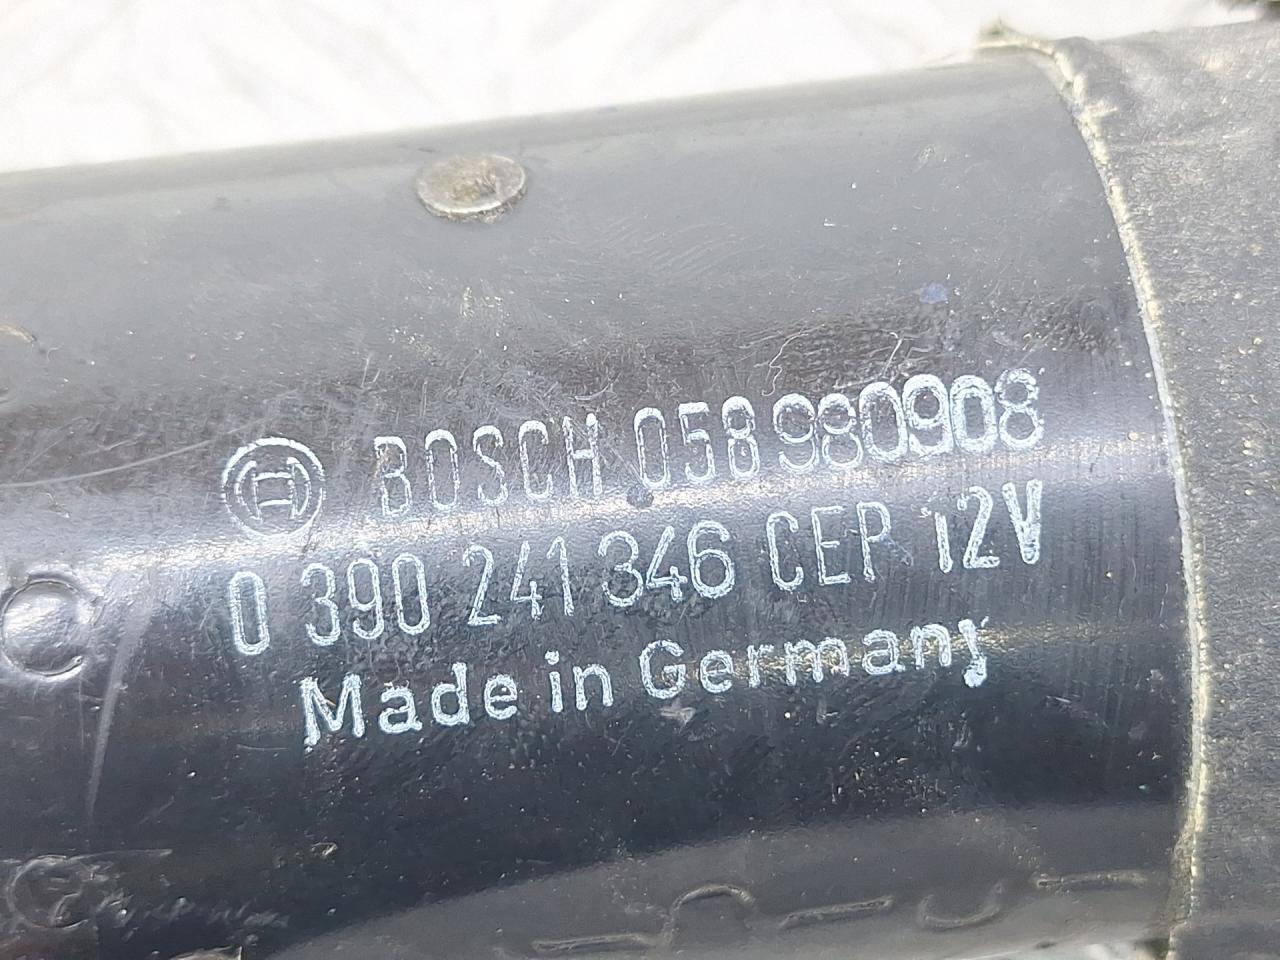 BOSCH 058 980908
0 390 241 346 CEP 12V
Made in Germany